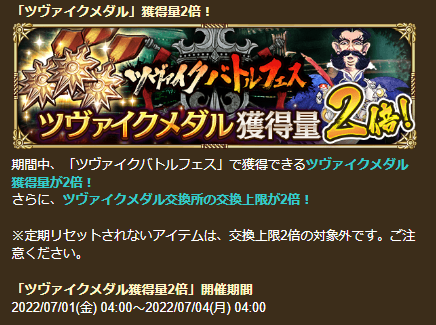 「ツヴァイクメダル」獲得量2倍！
ツヴァイクバトルフェス
ツヴァイクメダル獲得量2倍!
期間中、「ツヴァイクバトルフェス」で獲得できるツヴァイクメダル
獲得量が2倍！
さらに、ツヴァイクメダル交換所の交換上限が2倍！
※定期リセットされないアイテムは、交換上限2倍の対象外です。ご注
意ください。
「ツヴァイクメダル獲得量2倍」開催期間
2022/07/01(金) 04:00～2022/07/04(月) 04:00